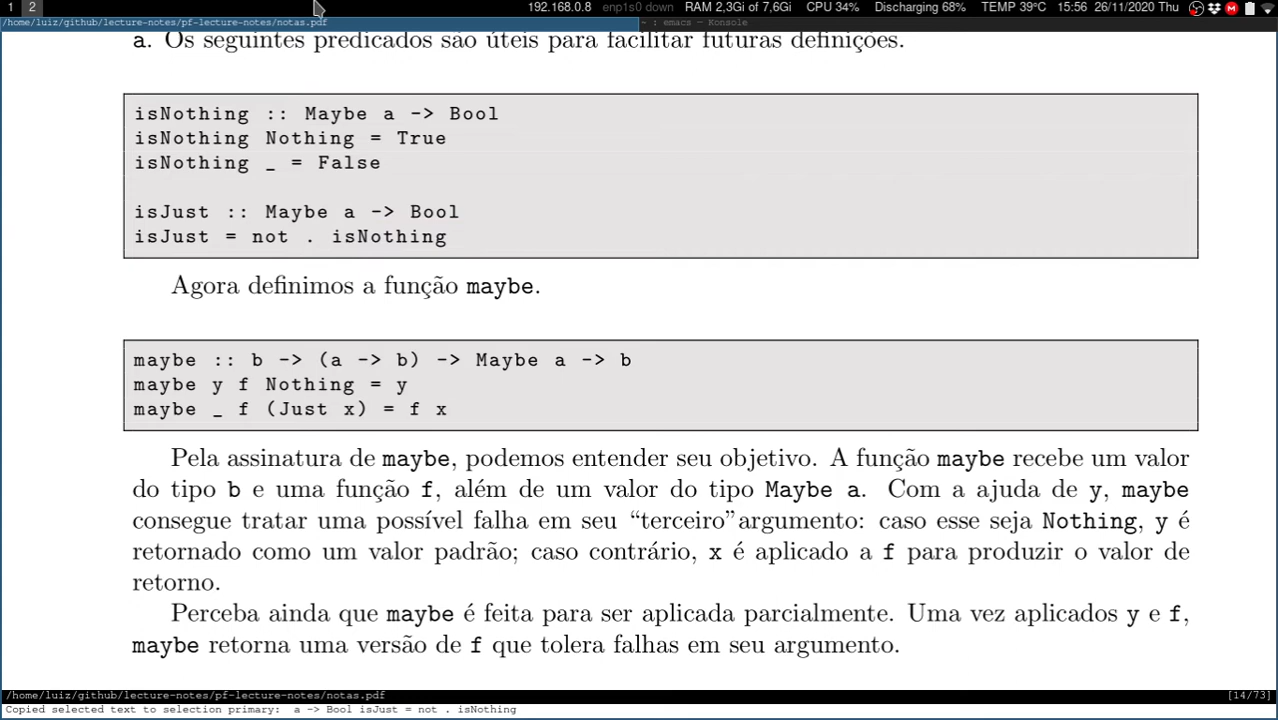 1 2 192.168.0.8 enp1s0 down RAM 2,3Gi of 7,6Gi CPU 34% Discharging 68% TEMP 39°C 15:56 26/11/2020 Thu
/home/luiz/github/lecture-notes/pf-lecture-notes/notas.pdf ~ : emacs — Konsole
a. Os seguintes predicados são úteis para facilitar futuras definições.
isNothing :: Maybe a -> Bool
isNothing Nothing = True
isNothing _ = False
isJust :: Maybe a -> Bool
isJust = not . isNothing
Agora definimos a função maybe.
maybe :: b -> (a -> b) -> Maybe a -> b
maybe y f Nothing = y
maybe _ f (Just x) = f x
Pela assinatura de maybe, podemos entender seu objetivo. A função maybe recebe um valor
do tipo b e uma função f, além de um valor do tipo Maybe a. Com a ajuda de y, maybe
consegue tratar uma possível falha em seu “terceiro”argumento: caso esse seja Nothing, y é
retornado como um valor padrão; caso contrário, x é aplicado a f para produzir o valor de
retorno.
Perceba ainda que maybe é feita para ser aplicada parcialmente. Uma vez aplicados y e f,
maybe retorna uma versão de f que tolera falhas em seu argumento.
/home/luiz/github/lecture-notes/pf-lecture-notes/notas.pdf [14/73]
Copied selected text to selection primary: a -> Bool isJust = not . isNothing